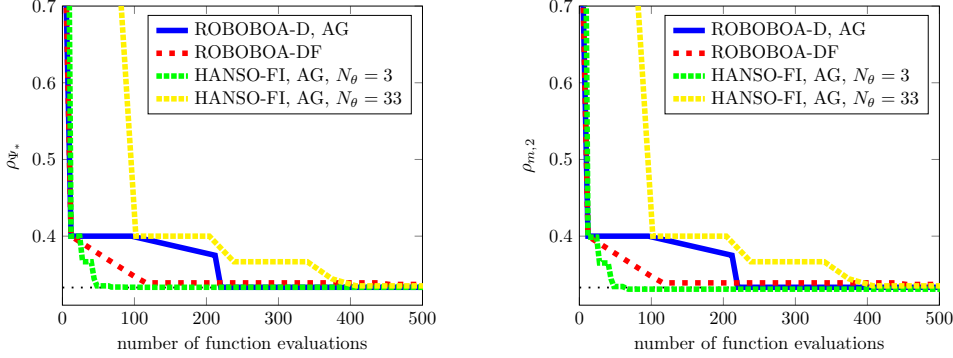 0.7
0.6
0.5
0.4
ρΨ*
0 100 200 300 400 500
number of function evaluations
ROBOBOA-D, AG
ROBOBOA-DF
HANSO-FI, AG, Nθ = 3
HANSO-FI, AG, Nθ = 33
0.7
0.6
0.5
0.4
ρm,2
0 100 200 300 400 500
number of function evaluations
ROBOBOA-D, AG
ROBOBOA-DF
HANSO-FI, AG, Nθ = 3
HANSO-FI, AG, Nθ = 33